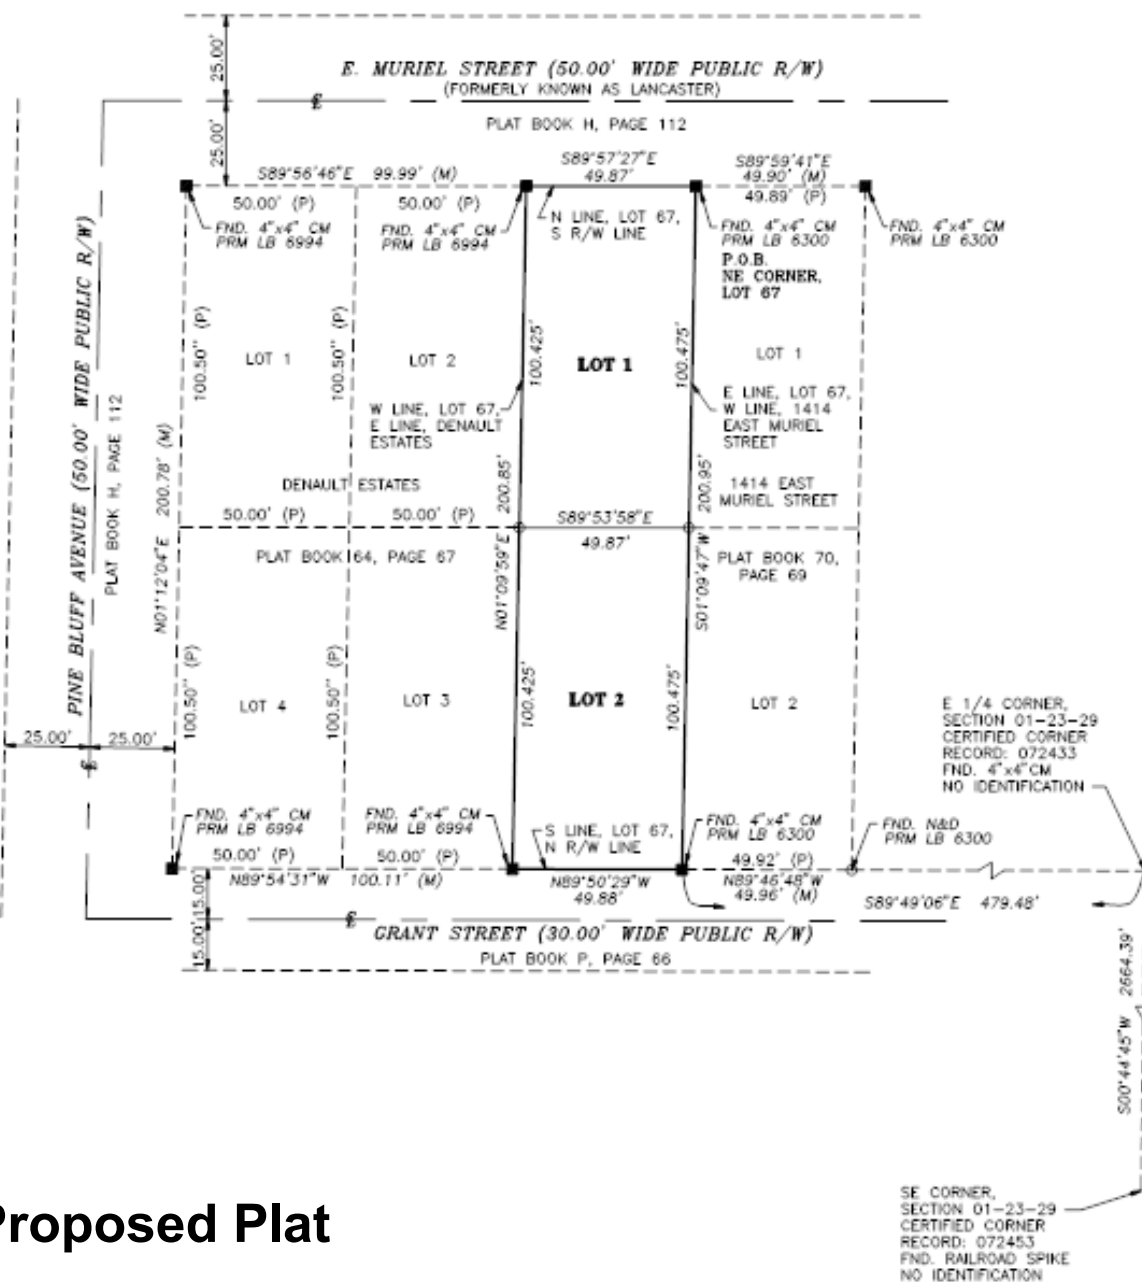 25.00'
E. MURIEL STREET (50.00' WIDE PUBLIC R/W)
(FORMERLY KNOWN AS LANCASTER)
25.00'
PLAT BOOK H, PAGE 112
S89°56'46"E 99.99' (M)
S89°57'27"E
49.87'
S89°59'41"E
49.90' (M)
49.89' (P)
50.00' (P)
50.00' (P)
FND. 4"x4" CM
PRM LB 6994
FND. 4"x4" CM
PRM LB 6994
N LINE, LOT 67,
S R/W LINE
FND. 4"x4" CM
PRM LB 6300
P.O.B.
NE CORNER,
LOT 67
FND. 4"x4" CM
PRM LB 6300
PINE BLUFF AVENUE (50.00' WIDE PUBLIC R/W)
PLAT BOOK H, PAGE 112
N01°12'04"E 200.78' (M)
100.50'' (P)
LOT 1
100.50'' (P)
LOT 2
100.425'
LOT 1
100.475'
LOT 1
W LINE, LOT 67,
E LINE, DENAULT
ESTATES
E LINE, LOT 67,
W LINE, 1414
EAST MURIEL
STREET
DENAULT ESTATES
200.85'
200.95'
1414 EAST
MURIEL STREET
50.00' (P)
50.00' (P)
S89°53'58"E
49.87'
PLAT BOOK 64, PAGE 67
N01°09'59"E
S01°09'47"W
PLAT BOOK 70,
PAGE 69
100.50'' (P)
LOT 4
100.50'' (P)
LOT 3
100.425'
LOT 2
100.475'
LOT 2
25.00'
25.00'
E 1/4 CORNER,
SECTION 01-23-29
CERTIFIED CORNER
RECORD: 072433
FND. 4"x4"CM
NO IDENTIFICATION
FND. 4"x4" CM
PRM LB 6994
FND. 4"x4" CM
PRM LB 6994
S LINE, LOT 67,
N R/W LINE
FND. 4"x4" CM
PRM LB 6300
FND. N&D
PRM LB 6300
50.00' (P)
50.00' (P)
49.92' (P)
N89°54'31"W 100.11' (M)
N89°50'29"W
49.88'
N89°46'48"W
49.96' (M)
S89°49'06"E 479.48'
15.00'
15.00'
GRANT STREET (30.00' WIDE PUBLIC R/W)
PLAT BOOK P, PAGE 66
S00°44'45"W 2664.39'
SE CORNER,
SECTION 01-23-29
CERTIFIED CORNER
RECORD: 072453
FND. RAILROAD SPIKE
NO IDENTIFICATION
Proposed Plat